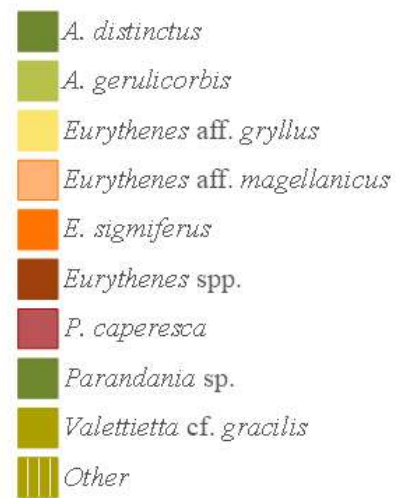 A. distinctus
A. gerulicorbis
Eurythenes aff. gryllus
Eurythenes aff. magellanicus
E. sigmiferus
Eurythenes spp.
P. caperesca
Parandania sp.
Valettietta cf. gracilis
Other